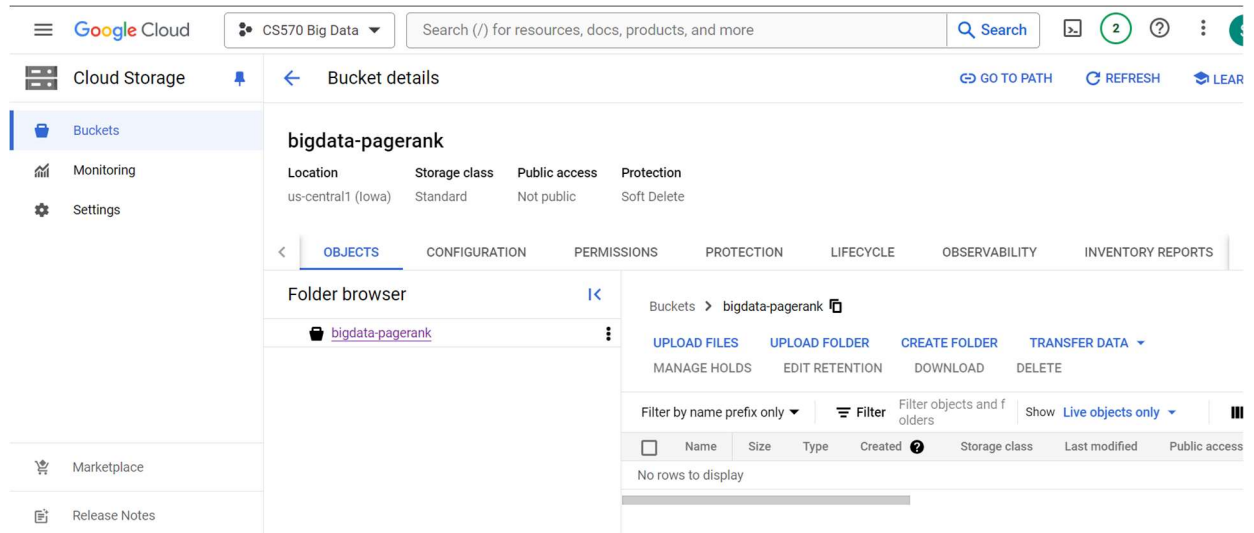 Google Cloud CS570 Big Data Search (/) for resources, docs, products, and more Search 2
Cloud Storage Bucket details GO TO PATH REFRESH LEAR
Buckets
Monitoring
Settings
Marketplace
Release Notes
bigdata-pagerank
Location Storage class Public access Protection
us-central1 (Iowa) Standard Not public Soft Delete
OBJECTS CONFIGURATION PERMISSIONS PROTECTION LIFECYCLE OBSERVABILITY INVENTORY REPORTS
Folder browser
bigdata-pagerank
Buckets > bigdata-pagerank
UPLOAD FILES UPLOAD FOLDER CREATE FOLDER TRANSFER DATA
MANAGE HOLDS EDIT RETENTION DOWNLOAD DELETE
Filter by name prefix only Filter Filter objects and f
olders Show Live objects only
Name Size Type Created Storage class Last modified Public access
No rows to display